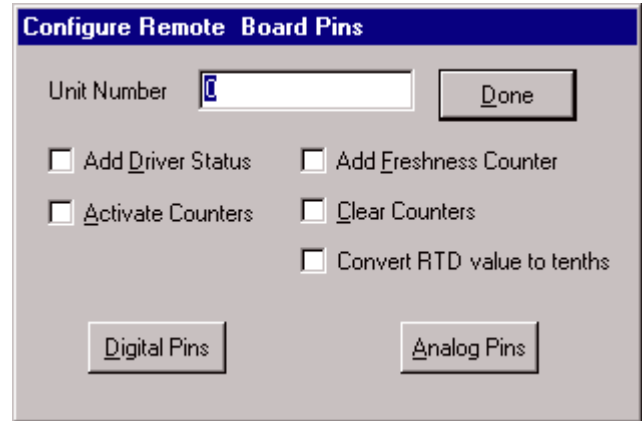 Configure Remote Board Pins
Unit Number 0 Done
Add Driver Status Add Freshness Counter
Activate Counters Clear Counters
Convert RTD value to tenths
Digital Pins Analog Pins